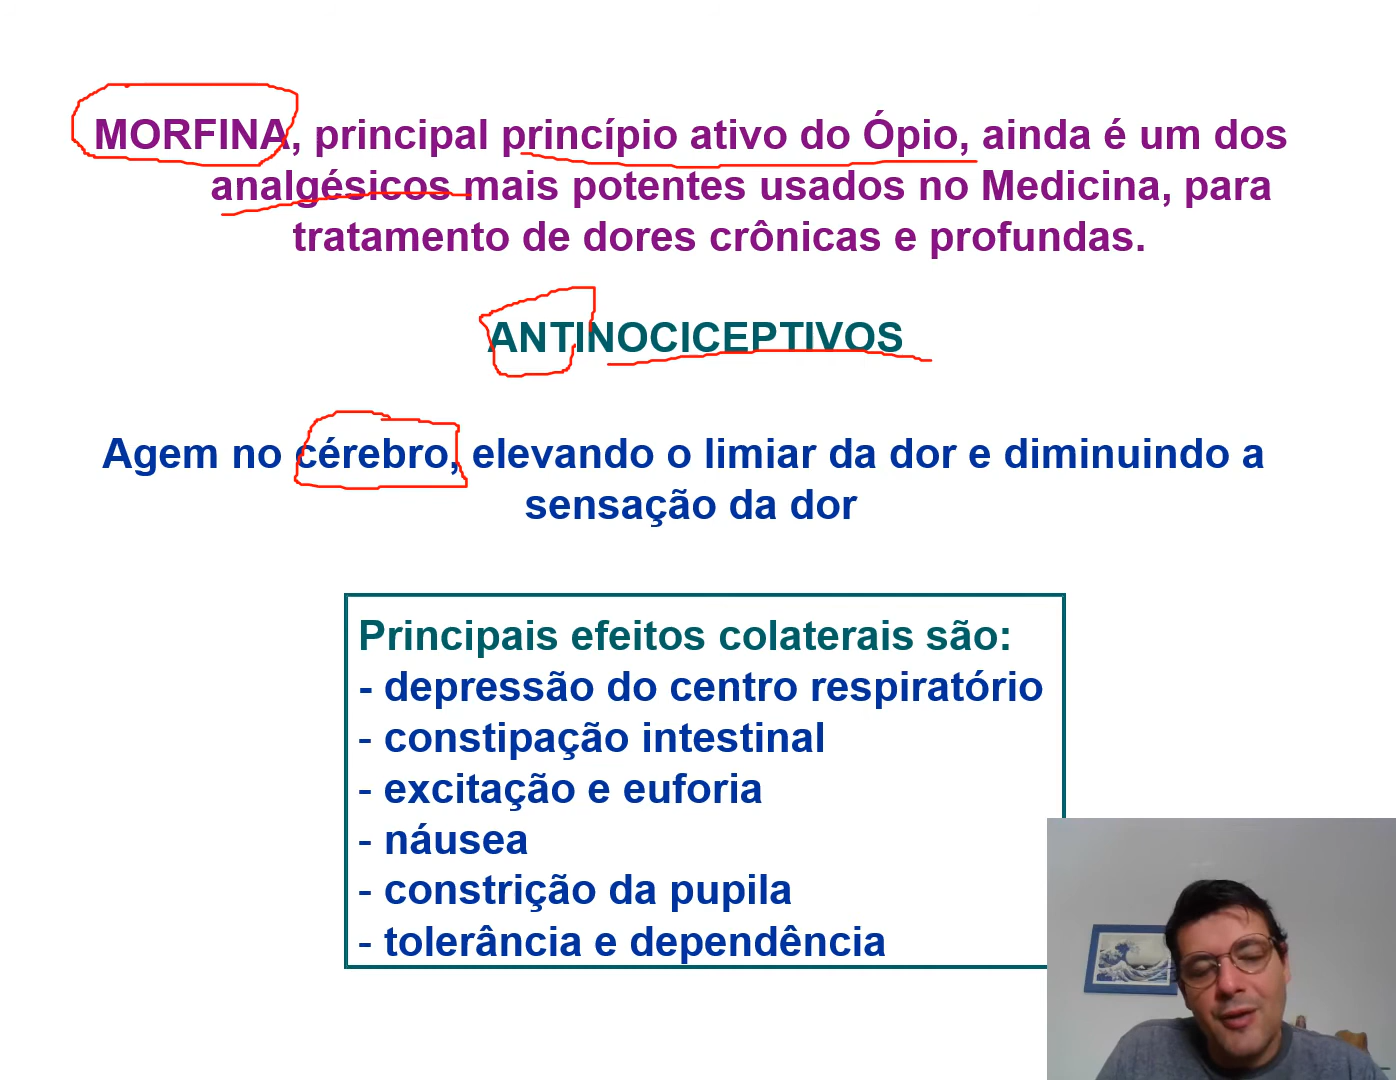 MORFINA, principal princípio ativo do Ópio, ainda é um dos
analgésicos mais potentes usados no Medicina, para
tratamento de dores crônicas e profundas.
ANTINOCICEPTIVOS
Agem no cérebro, elevando o limiar da dor e diminuindo a
sensação da dor
Principais efeitos colaterais são:
- depressão do centro respiratório
- constipação intestinal
- excitação e euforia
- náusea
- constrição da pupila
- tolerância e dependência